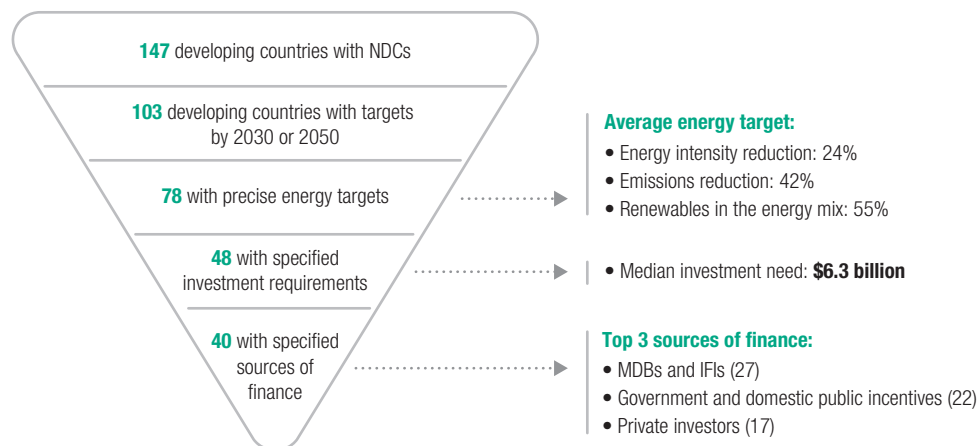 147 developing countries with NDCs
103 developing countries with targets
by 2030 or 2050
78 with precise energy targets
48 with specified
investment requirements
40 with specified
sources of
finance
Average energy target:
• Energy intensity reduction: 24%
• Emissions reduction: 42%
• Renewables in the energy mix: 55%
• Median investment need: $6.3 billion
Top 3 sources of finance:
• MDBs and IFIs (27)
• Government and domestic public incentives (22)
• Private investors (17)